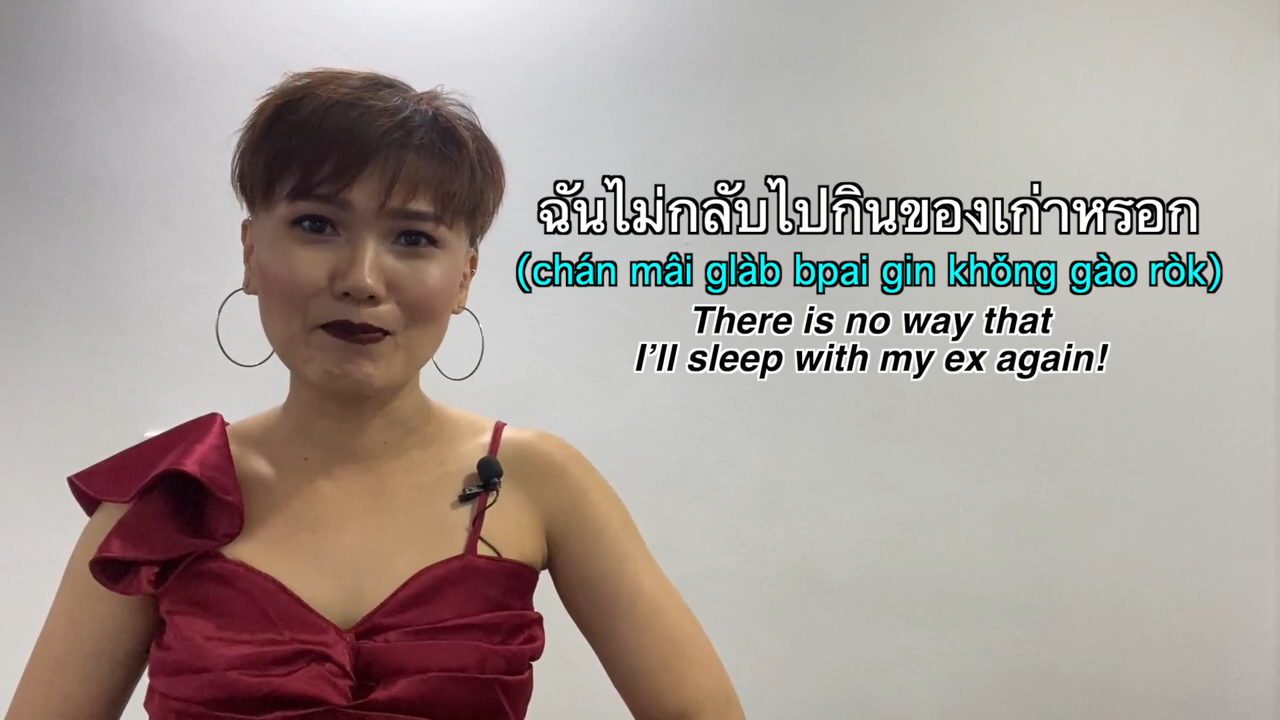 ฉันไม่กลับไปกินของเก่าหรอก
(chán mâi glàb bpai gin khǒng gào ròk)
There is no way that
I'll sleep with my ex again!